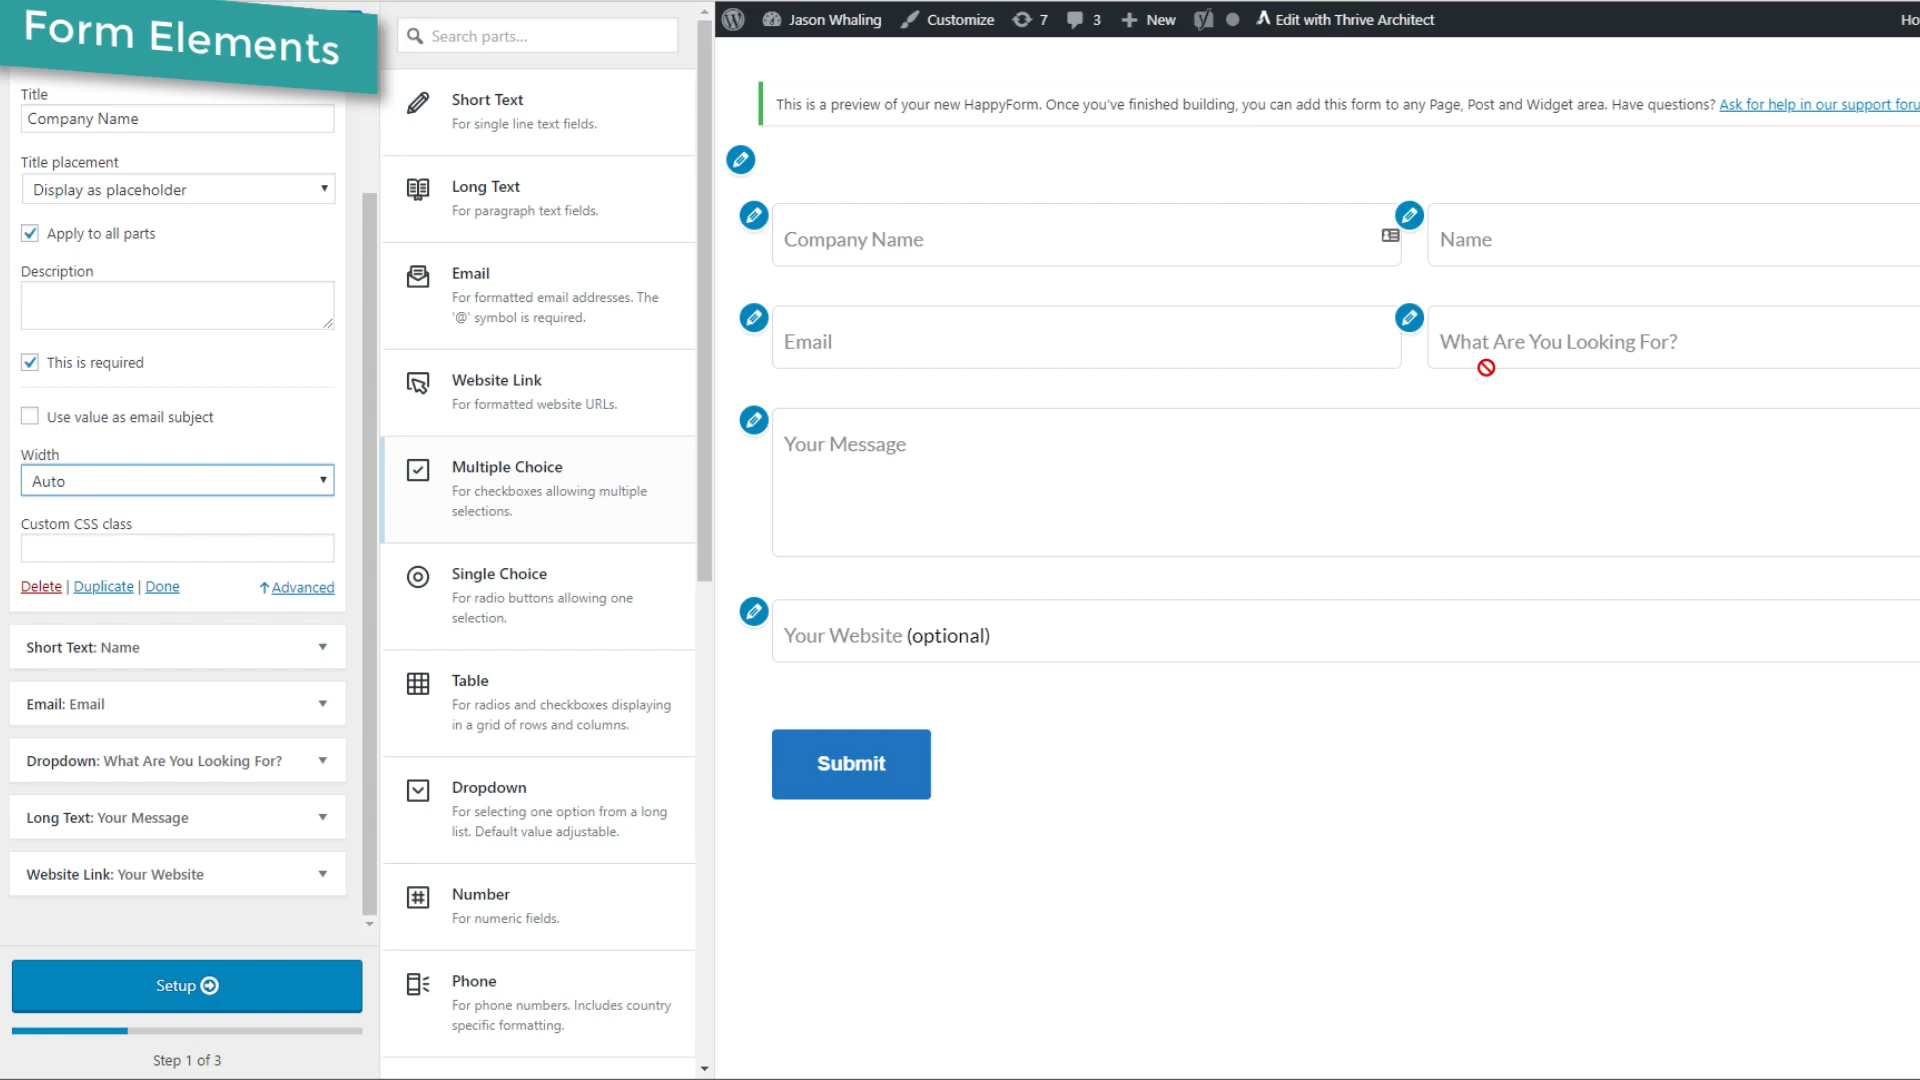 Form Elements
Title
Company Name
Title placement
Display as placeholder
Apply to all parts
Description
This is required
Use value as email subject
Width
Auto
Custom CSS class
Delete | Duplicate | Done
Advanced
Short Text: Name
Email: Email
Dropdown: What Are You Looking For?
Long Text: Your Message
Website Link: Your Website
Setup
Step 1 of 3
Search parts...
Short Text
For single line text fields.
Long Text
For paragraph text fields.
Email
For formatted email addresses. The
'@' symbol is required.
Website Link
For formatted website URLs.
Multiple Choice
For checkboxes allowing multiple
selections.
Single Choice
For radio buttons allowing one
selection.
Table
For radios and checkboxes displaying
in a grid of rows and columns.
Dropdown
For selecting one option from a long
list. Default value adjustable.
Number
For numeric fields.
Phone
For phone numbers. Includes country
specific formatting.
Jason Whaling Customize 7 3 New Edit with Thrive Architect Ho
This is a preview of your new HappyForm. Once you've finished building, you can add this form to any Page, Post and Widget area. Have questions? Ask for help in our support foru
Company Name
Name
Email
What Are You Looking For?
Your Message
Your Website (optional)
Submit